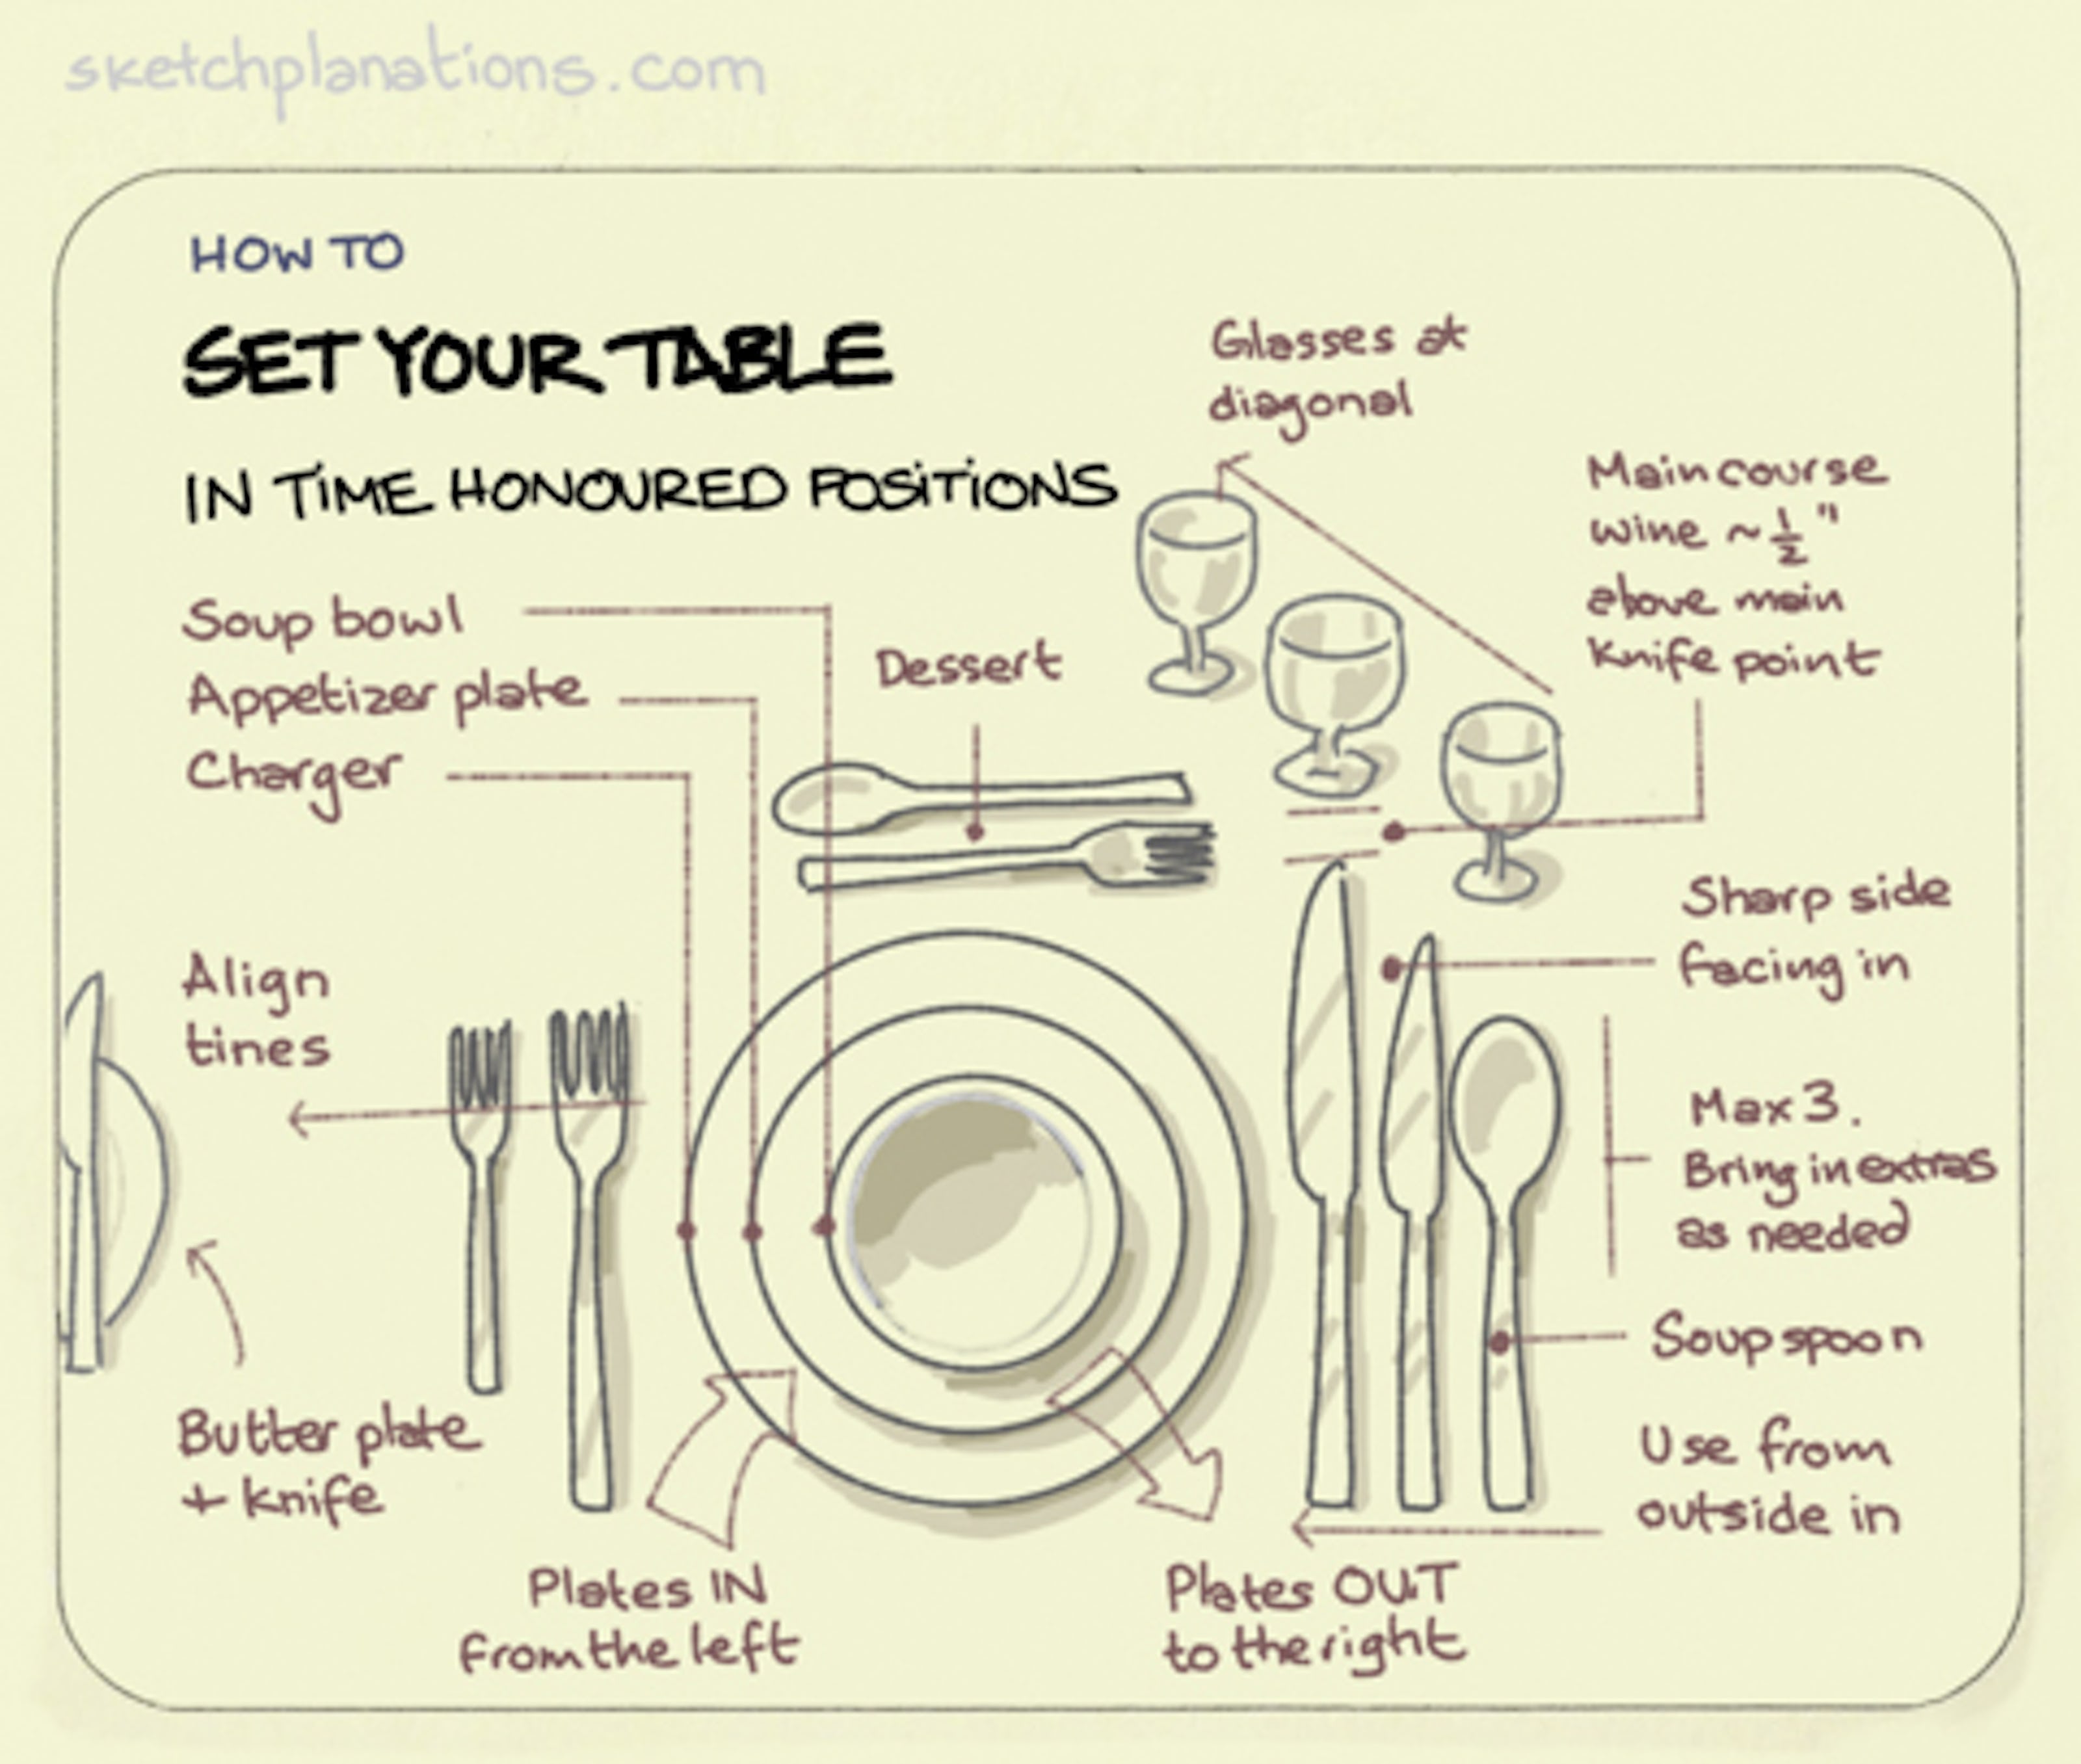 sketchplanations.com
HOW TO
SET YOUR TABLE
IN TIME HONOURED POSITIONS
Glasses at
diagonal
Main course
wine ~ ½"
above main
knife point
Soup bowl
Appetizer plate
Charger
Dessert
Sharp side
facing in
Align
tines
Max 3.
Bring in extras
as needed
Soup spoon
Butter plate
+ knife
Use from
outside in
Plates IN
from the left
Plates OUT
to the right